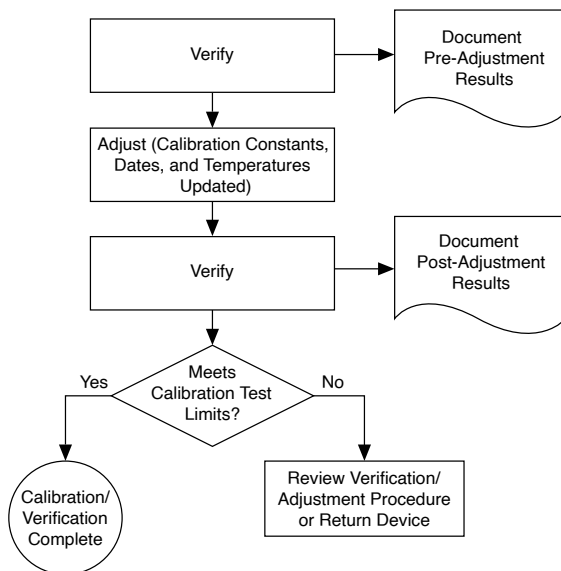 Verify
Document
Pre-Adjustment
Results
Adjust (Calibration Constants,
Dates, and Temperatures
Updated)
Verify
Document
Post-Adjustment
Results
Meets
Calibration Test
Limits?
Yes
No
Calibration/
Verification
Complete
Review Verification/
Adjustment Procedure
or Return Device